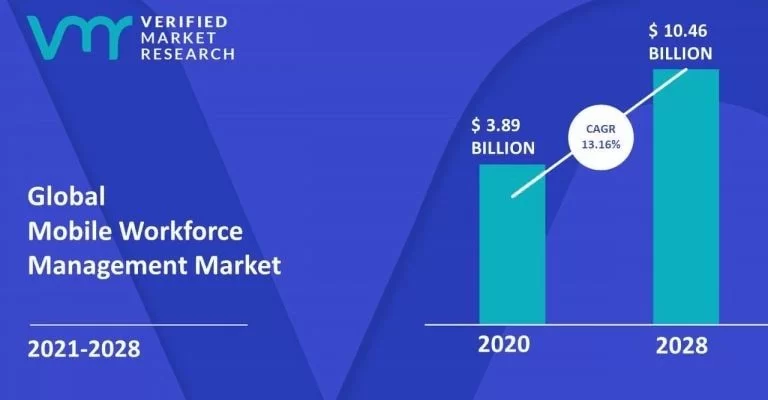 vmr
VERIFIED
MARKET
RESEARCH
Global
Mobile Workforce
Management Market
2021-2028
$ 3.89
BILLION
CAGR
13.16%
$ 10.46
BILLION
2020
2028